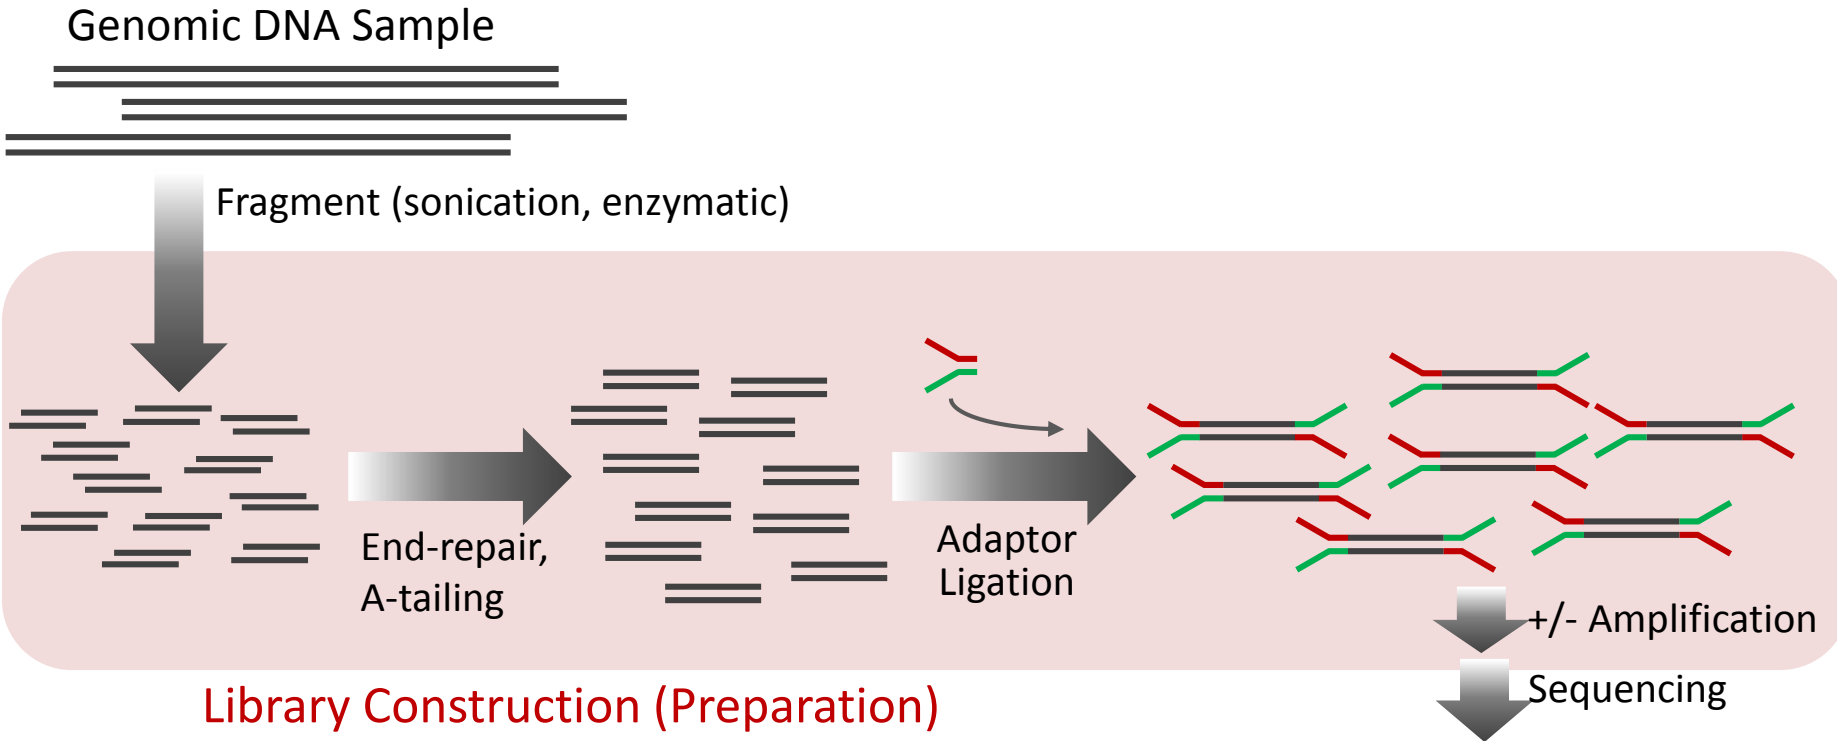 Genomic DNA Sample
Fragment (sonication, enzymatic)
End-repair,
A-tailing
Adaptor
Ligation
+/- Amplification
Sequencing
Library Construction (Preparation)